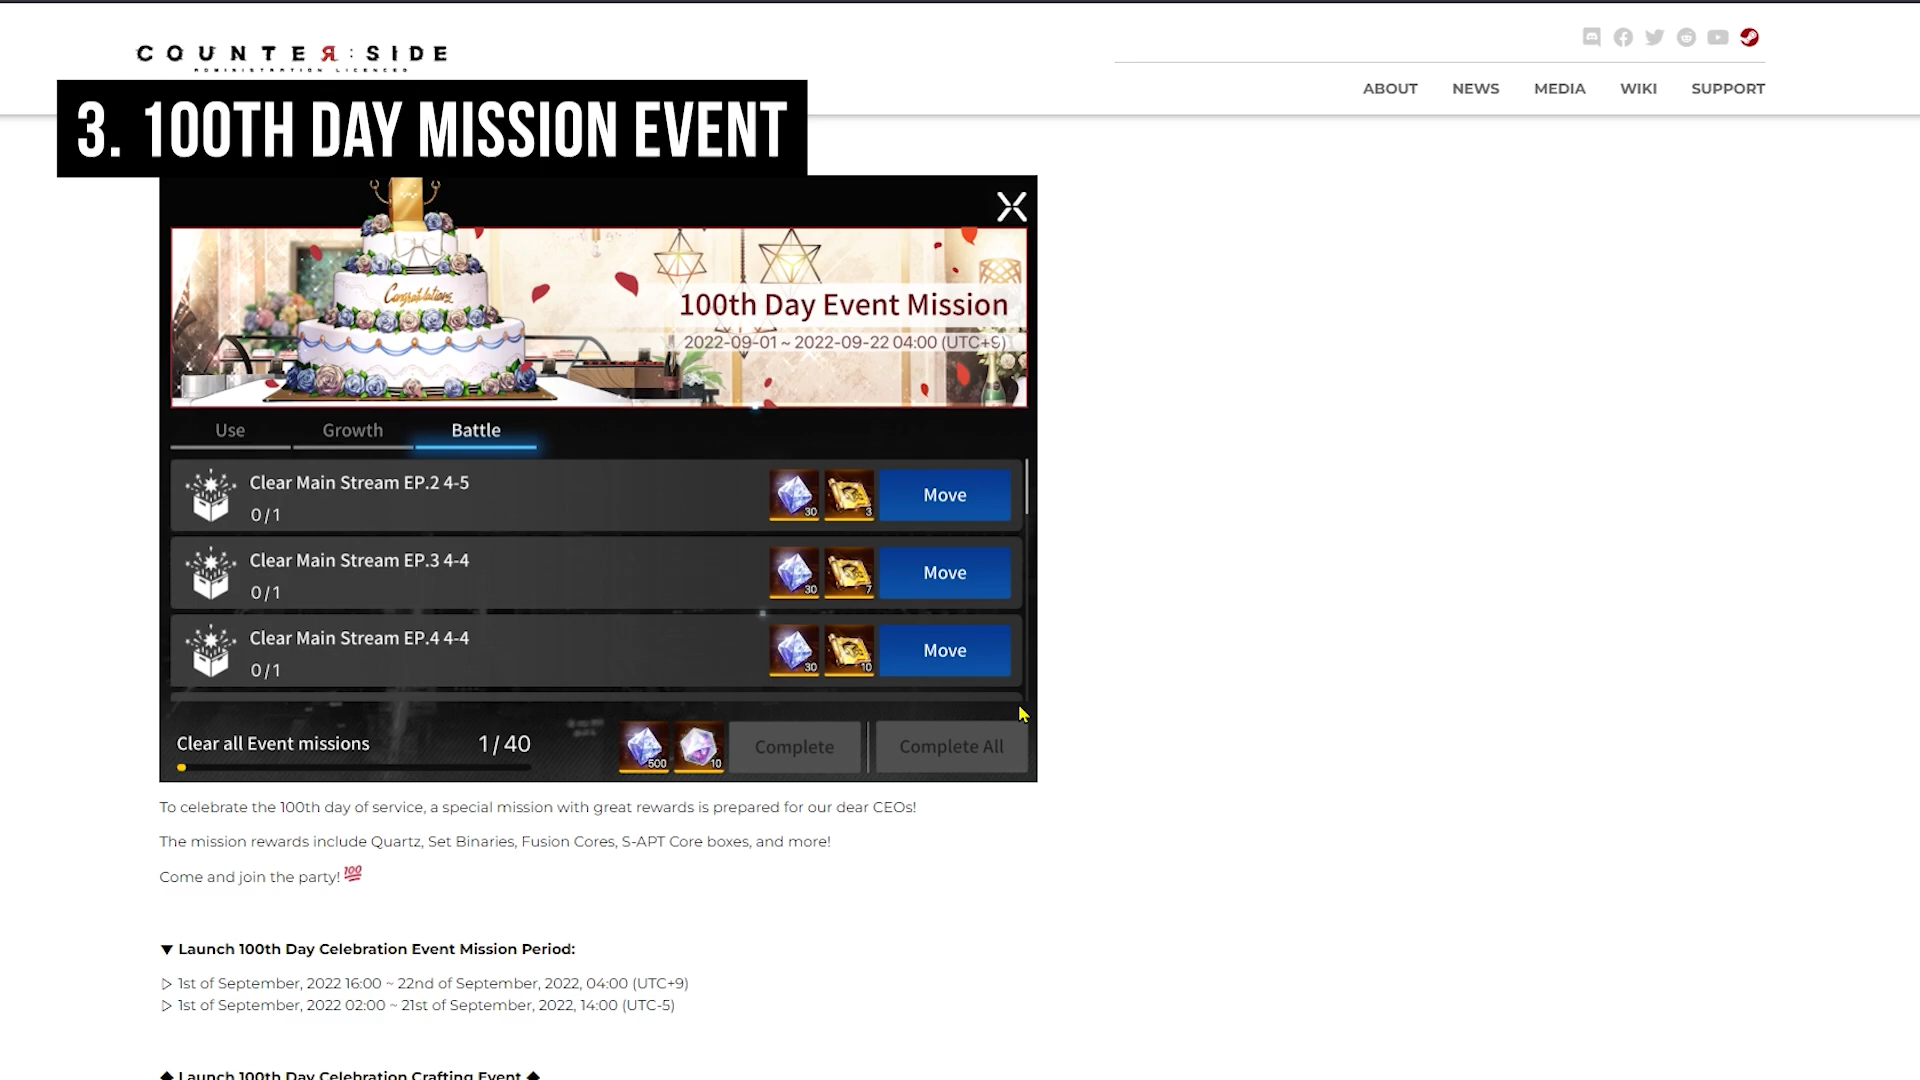 COUNTER:SIDE
ADMINISTRATION LICENCED
ABOUT NEWS MEDIA WIKI SUPPORT
3. 100TH DAY MISSION EVENT
Congratulations
100th Day Event Mission
2022-09-01 ~ 2022-09-22 04:00 (UTC+9)
Use Growth Battle
Clear Main Stream EP.2 4-5
0/1
30 3 Move
Clear Main Stream EP.3 4-4
0/1
30 7 Move
Clear Main Stream EP.4 4-4
0/1
30 10 Move
Clear all Event missions 1/40 500 10 Complete Complete All
To celebrate the 100th day of service, a special mission with great rewards is prepared for our dear CEOs!
The mission rewards include Quartz, Set Binaries, Fusion Cores, S-APT Core boxes, and more!
Come and join the party! 💯
▼ Launch 100th Day Celebration Event Mission Period:
▷ 1st of September, 2022 16:00 ~ 22nd of September, 2022, 04:00 (UTC+9)
▷ 1st of September, 2022 02:00 ~ 21st of September, 2022, 14:00 (UTC-5)
◆ Launch 100th Day Celebration Crafting Event ◆